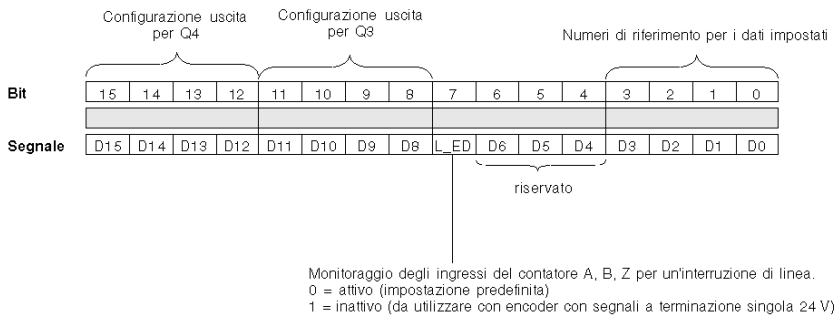 Configurazione uscita
per Q4
Configurazione uscita
per Q3
Numeri di riferimento per i dati impostati
Bit 15 14 13 12 11 10 9 8 7 6 5 4 3 2 1 0
Segnale D15 D14 D13 D12 D11 D10 D9 D8 L_ED D6 D5 D4 D3 D2 D1 D0
riservato
Monitoraggio degli ingressi del contatore A, B, Z per un'interruzione di linea.
0 = attivo (impostazione predefinita)
1 = inattivo (da utilizzare con encoder con segnali a terminazione singola 24 V)